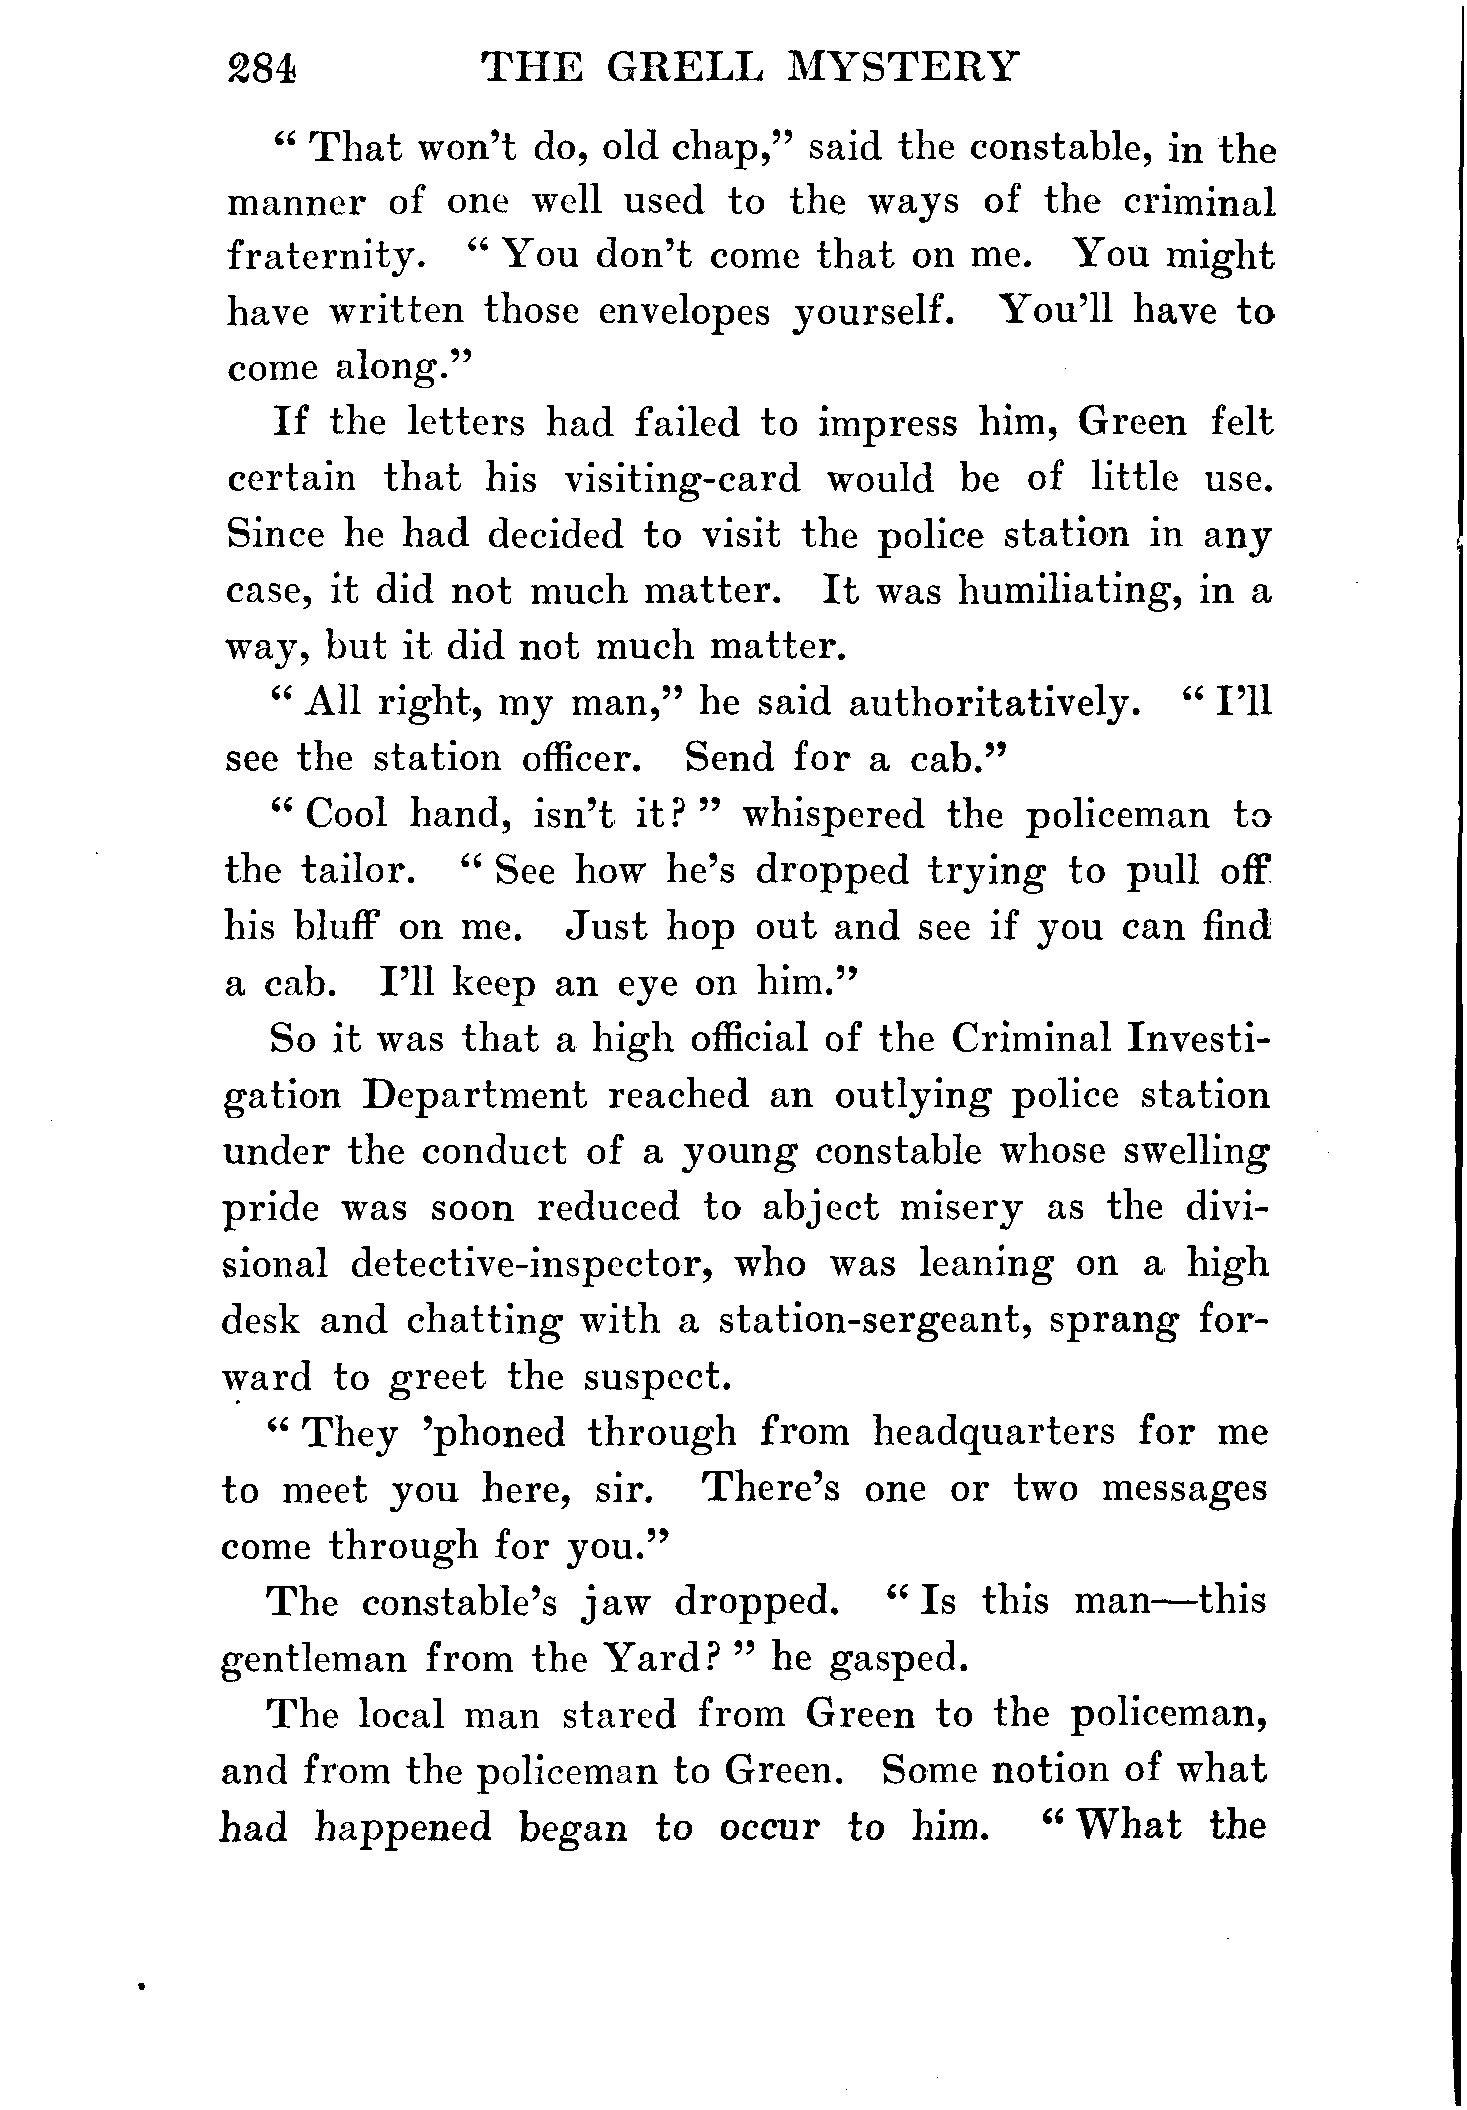 284 THE GRELL MYSTERY
“ That won’t do, old chap,” said the constable, in the
manner of one well used to the ways of the criminal
fraternity. “ You don’t come that on me. You might
have written those envelopes yourself. You’ll have to
come along.”
If the letters had failed to impress him, Green felt
certain that his visiting-card would be of little use.
Since he had decided to visit the police station in any
case, it did not much matter. It was humiliating, in a
way, but it did not much matter.
“ All right, my man,” he said authoritatively. “ I’ll
see the station officer. Send for a cab.”
“ Cool hand, isn’t it? ” whispered the policeman to
the tailor. “ See how he’s dropped trying to pull off
his bluff on me. Just hop out and see if you can find
a cab. I’ll keep an eye on him.”
So it was that a high official of the Criminal Investi-
gation Department reached an outlying police station
under the conduct of a young constable whose swelling
pride was soon reduced to abject misery as the divi-
sional detective-inspector, who was leaning on a high
desk and chatting with a station-sergeant, sprang for-
ward to greet the suspect.
“ They ’phoned through from headquarters for me
to meet you here, sir. There’s one or two messages
come through for you.”
The constable’s jaw dropped. “ Is this man—this
gentleman from the Yard? ” he gasped.
The local man stared from Green to the policeman,
and from the policeman to Green. Some notion of what
had happened began to occur to him. “ What the